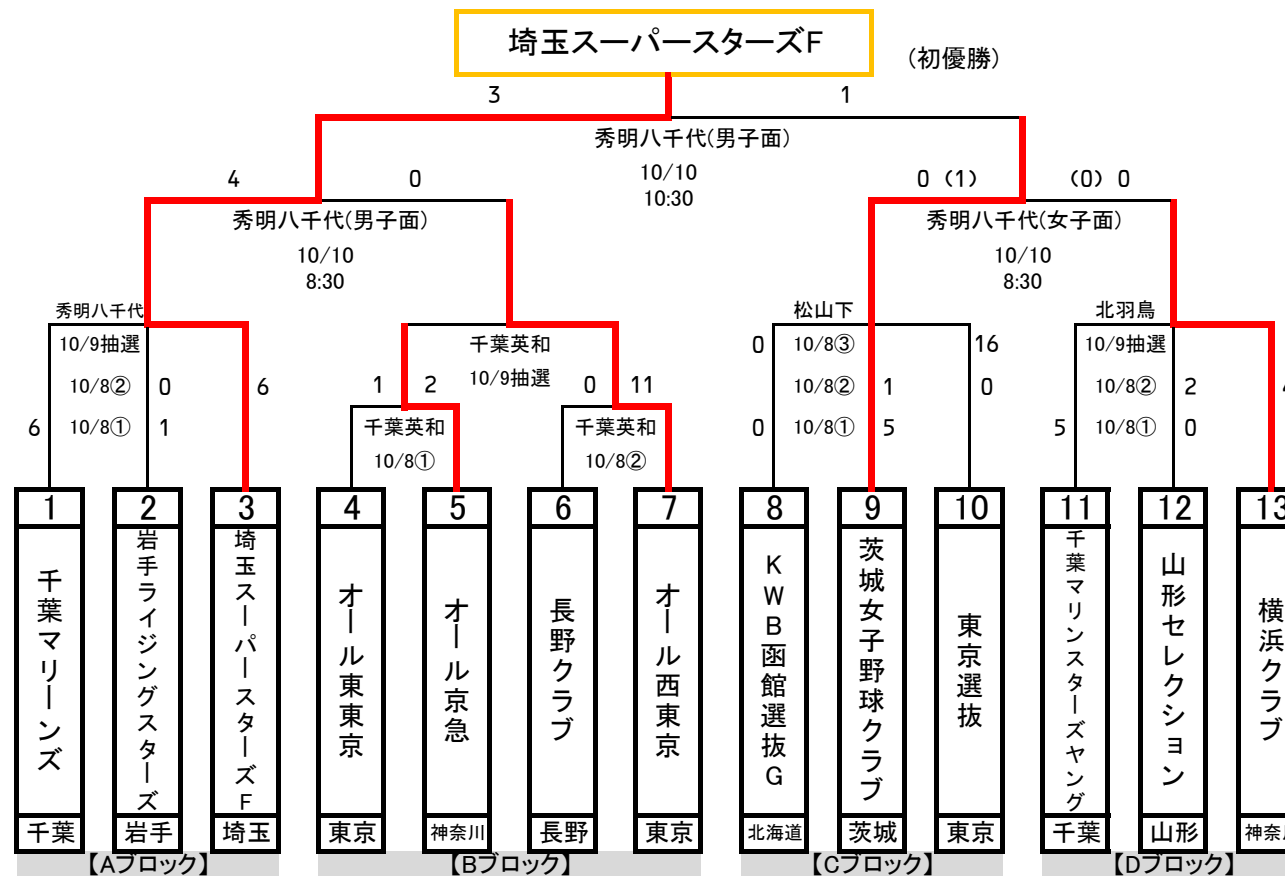 埼玉スーパースターズF
(初優勝)
3
1
秀明八千代(男子面)
10/10
10:30
4
0
0 (1)
(0) 0
秀明八千代(男子面)
10/10
8:30
秀明八千代(女子面)
10/10
8:30
秀明八千代
10/9抽選
10/8②
0
6
6
10/8①
1
千葉英和
10/9抽選
1
2
0
11
千葉英和
10/8①
千葉英和
10/8②
松山下
0
10/8③
16
10/8②
1
0
0
10/8①
5
北羽鳥
10/9抽選
10/8②
2
5
10/8①
0
1
2
3
4
5
6
7
8
9
10
11
12
13
千葉マリーンズ
岩手ライジングスターズ
埼玉スーパースターズF
オール東東京
オール京急
長野クラブ
オール西東京
KWB函館選抜G
茨城女子野球クラブ
東京選抜
千葉マリンスターズヤング
山形セレクション
横浜クラブ
千葉
岩手
埼玉
東京
神奈川
長野
東京
北海道
茨城
東京
千葉
山形
神奈
【Aブロック】
【Bブロック】
【Cブロック】
【Dブロック】